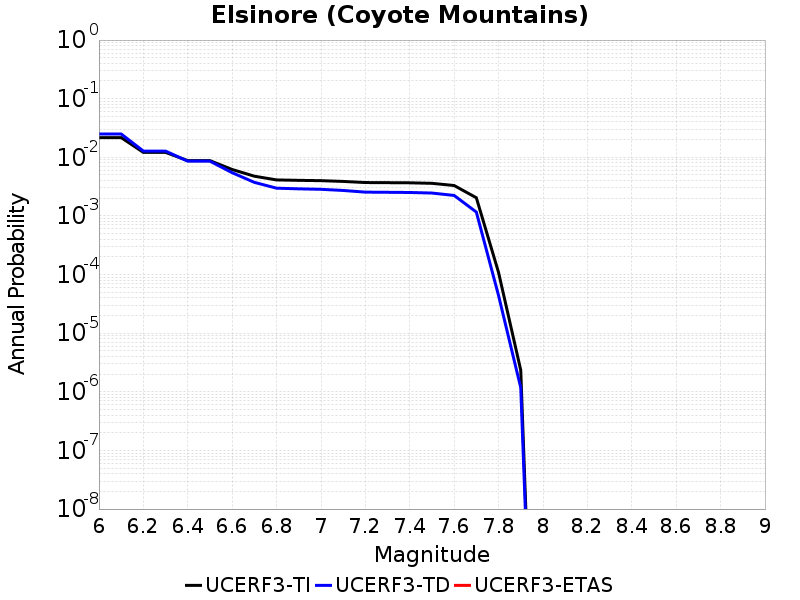 Elsinore (Coyote Mountains)
Annual Probability
10^0
10^-1
10^-2
10^-3
10^-4
10^-5
10^-6
10^-7
10^-8
6 6.2 6.4 6.6 6.8 7 7.2 7.4 7.6 7.8 8 8.2 8.4 8.6 8.8 9
Magnitude
UCERF3-TI UCERF3-TD UCERF3-ETAS